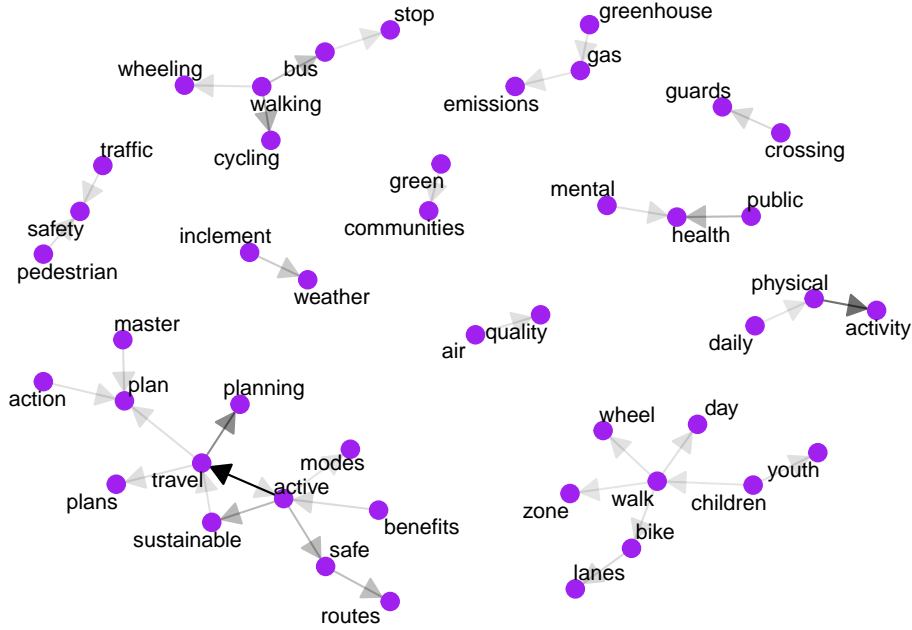 stop
greenhouse
wheeling
bus
gas
walking
emissions
guards
traffic
cycling
crossing
green
mental
public
safety
inclement
communities
health
pedestrian
weather
physical
master
air
quality
daily
activity
action
plan
planning
wheel
day
travel
active
modes
youth
plans
zone
walk
children
sustainable
benefits
bike
safe
lanes
routes